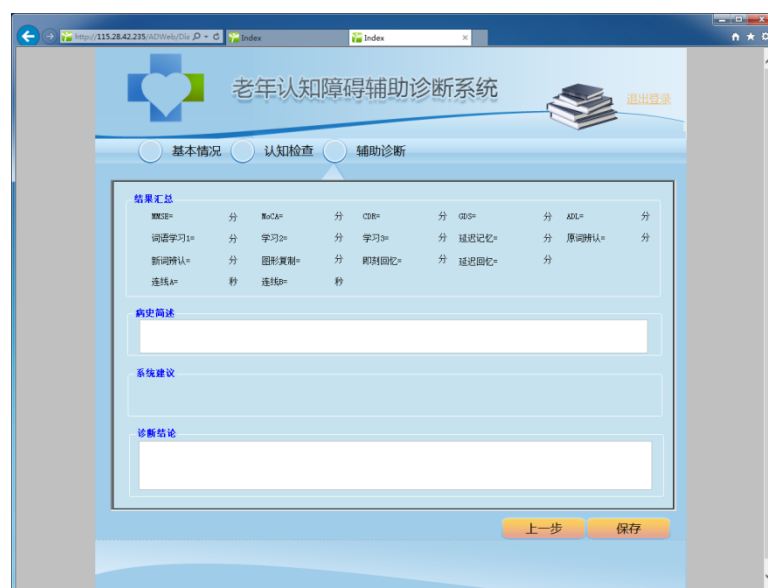 http://115.28.42.235/ADWeb/Dia
Index
Index
老年认知障碍辅助诊断系统
退出登录
基本情况 认知检查 辅助诊断
结果汇总
MMSE= 分 MoCA= 分 CDR= 分 GDS= 分 ADL= 分
词语学习1= 分 学习2= 分 学习3= 分 延迟记忆= 分 原词辨认= 分
新词辨认= 分 图形复制= 分 即刻回忆= 分 延迟回忆= 分
连线A= 秒 连线B= 秒
病史简述
系统建议
诊断结论
上一步 保存